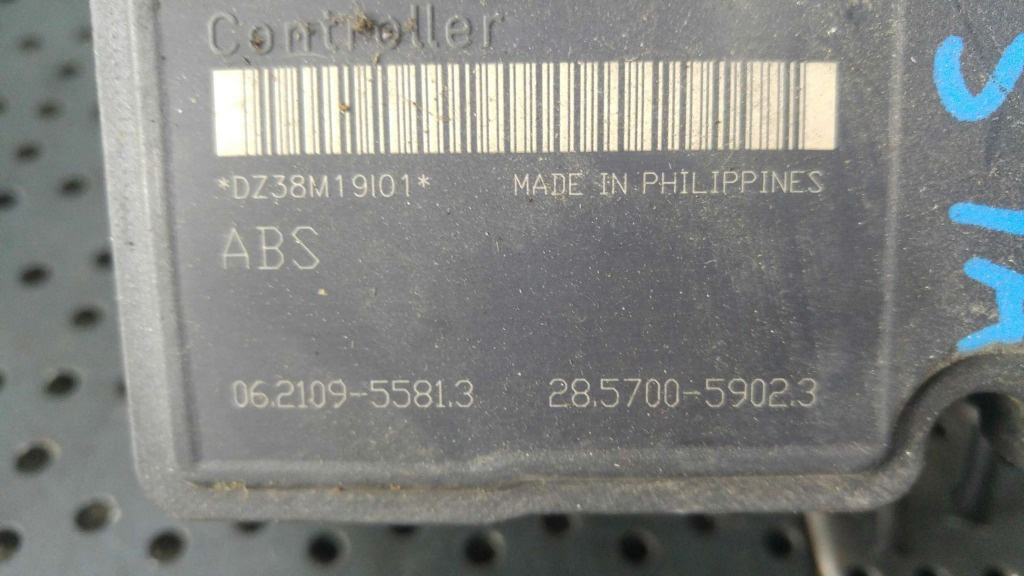 Controller
*DZ38M19I01* MADE IN PHILIPPINES
ABS
06.2109-5581.3 28.5700-5902.3